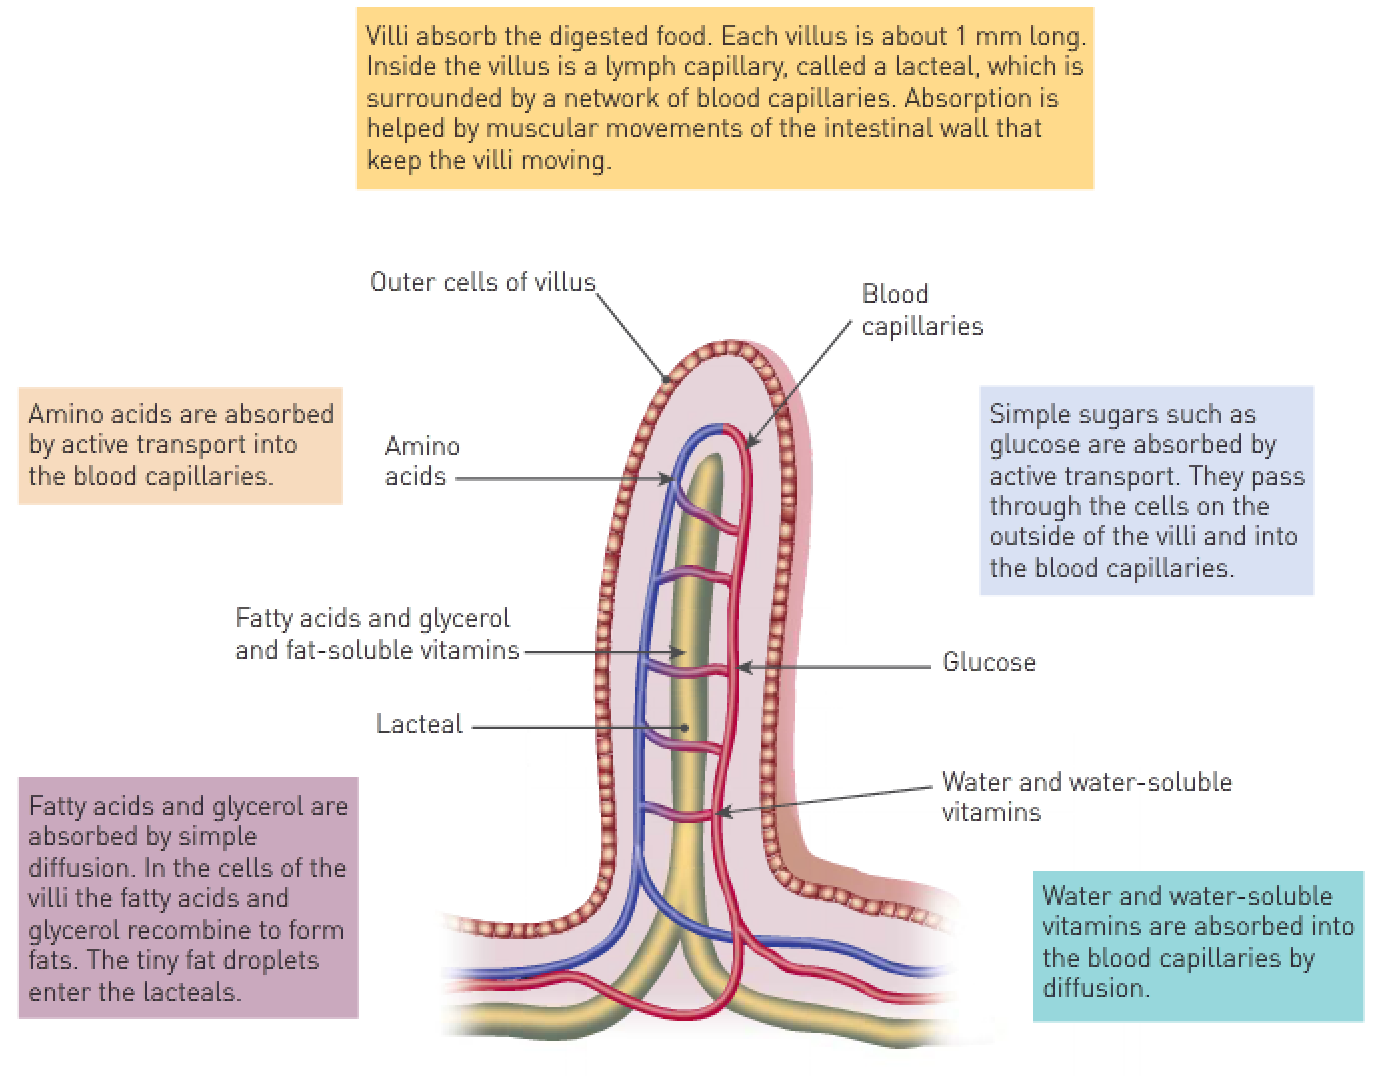 Villi absorb the digested food. Each villus is about 1 mm long.
Inside the villus is a lymph capillary, called a lacteal, which is
surrounded by a network of blood capillaries. Absorption is
helped by muscular movements of the intestinal wall that
keep the villi moving.
Outer cells of villus
Blood
capillaries
Amino acids are absorbed
by active transport into
the blood capillaries.
Amino
acids
Simple sugars such as
glucose are absorbed by
active transport. They pass
through the cells on the
outside of the villi and into
the blood capillaries.
Fatty acids and glycerol
and fat-soluble vitamins
Glucose
Lacteal
Water and water-soluble
vitamins
Fatty acids and glycerol are
absorbed by simple
diffusion. In the cells of the
villi the fatty acids and
glycerol recombine to form
fats. The tiny fat droplets
enter the lacteals.
Water and water-soluble
vitamins are absorbed into
the blood capillaries by
diffusion.